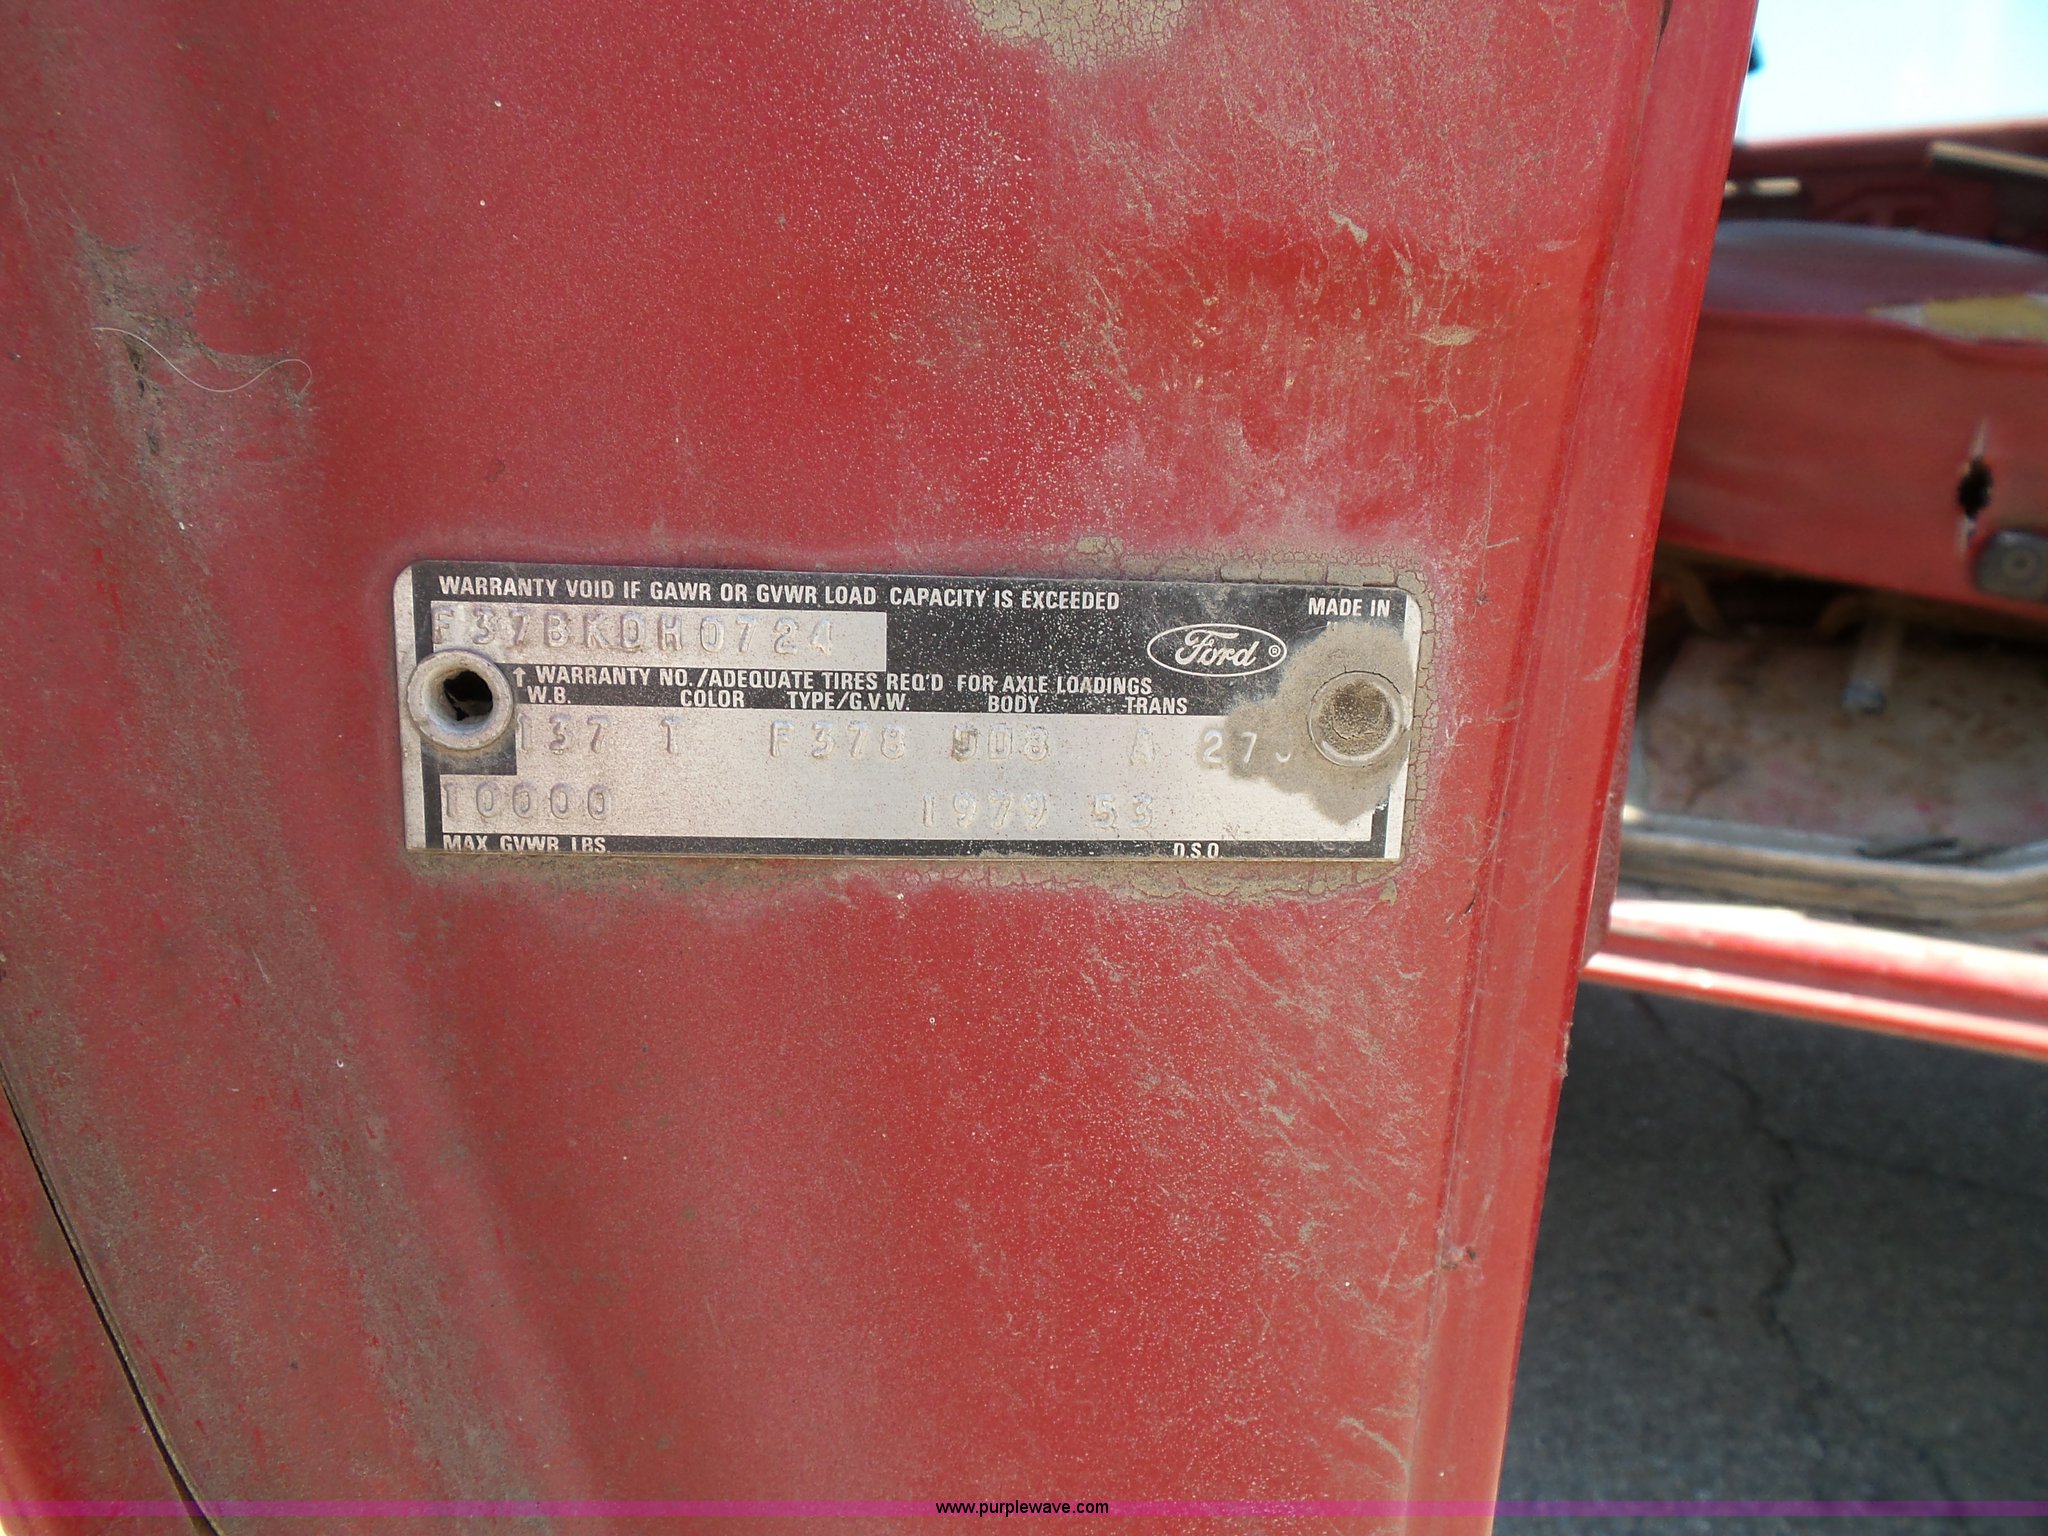 WARRANTY VOID IF GAWR OR GVWR LOAD CAPACITY IS EXCEEDED
MADE IN
F37BKDH0724
Ford ®
↑ WARRANTY NO./ADEQUATE TIRES REQ'D FOR AXLE LOADINGS
W.B. COLOR TYPE/G.V.W. BODY TRANS
137 T F378 DD8 A
10000 1979 53
MAX GVWR LBS D.S.O.
www.purplewave.com